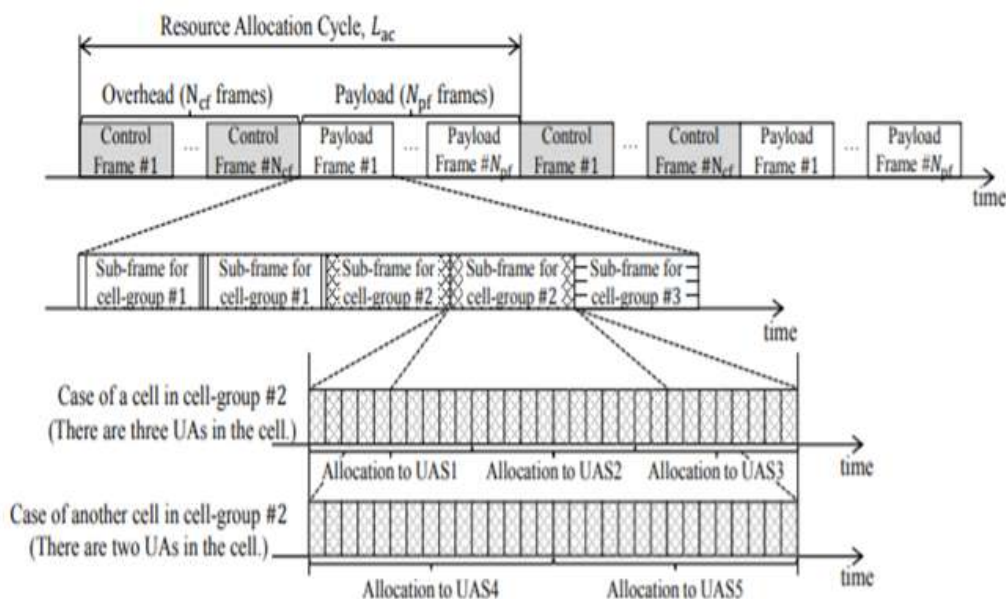 Resource Allocation Cycle, Lac
Overhead (Ncf frames) Payload (Npf frames)
Control Control Payload Payload Control Control Payload Payload
Frame #1 ... Frame #Ncf Frame #1 ... Frame #Npf Frame #1 ... Frame #Ncf Frame #1 ... Frame #Npf
time
Sub-frame for Sub-frame for Sub-frame for Sub-frame for Sub-frame for
cell-group #1 cell-group #1 cell-group #2 cell-group #2 cell-group #3
time
Case of a cell in cell-group #2
(There are three UAs in the cell.)
Allocation to UAS1 Allocation to UAS2 Allocation to UAS3 time
Case of another cell in cell-group #2
(There are two UAs in the cell.)
Allocation to UAS4 Allocation to UAS5 time